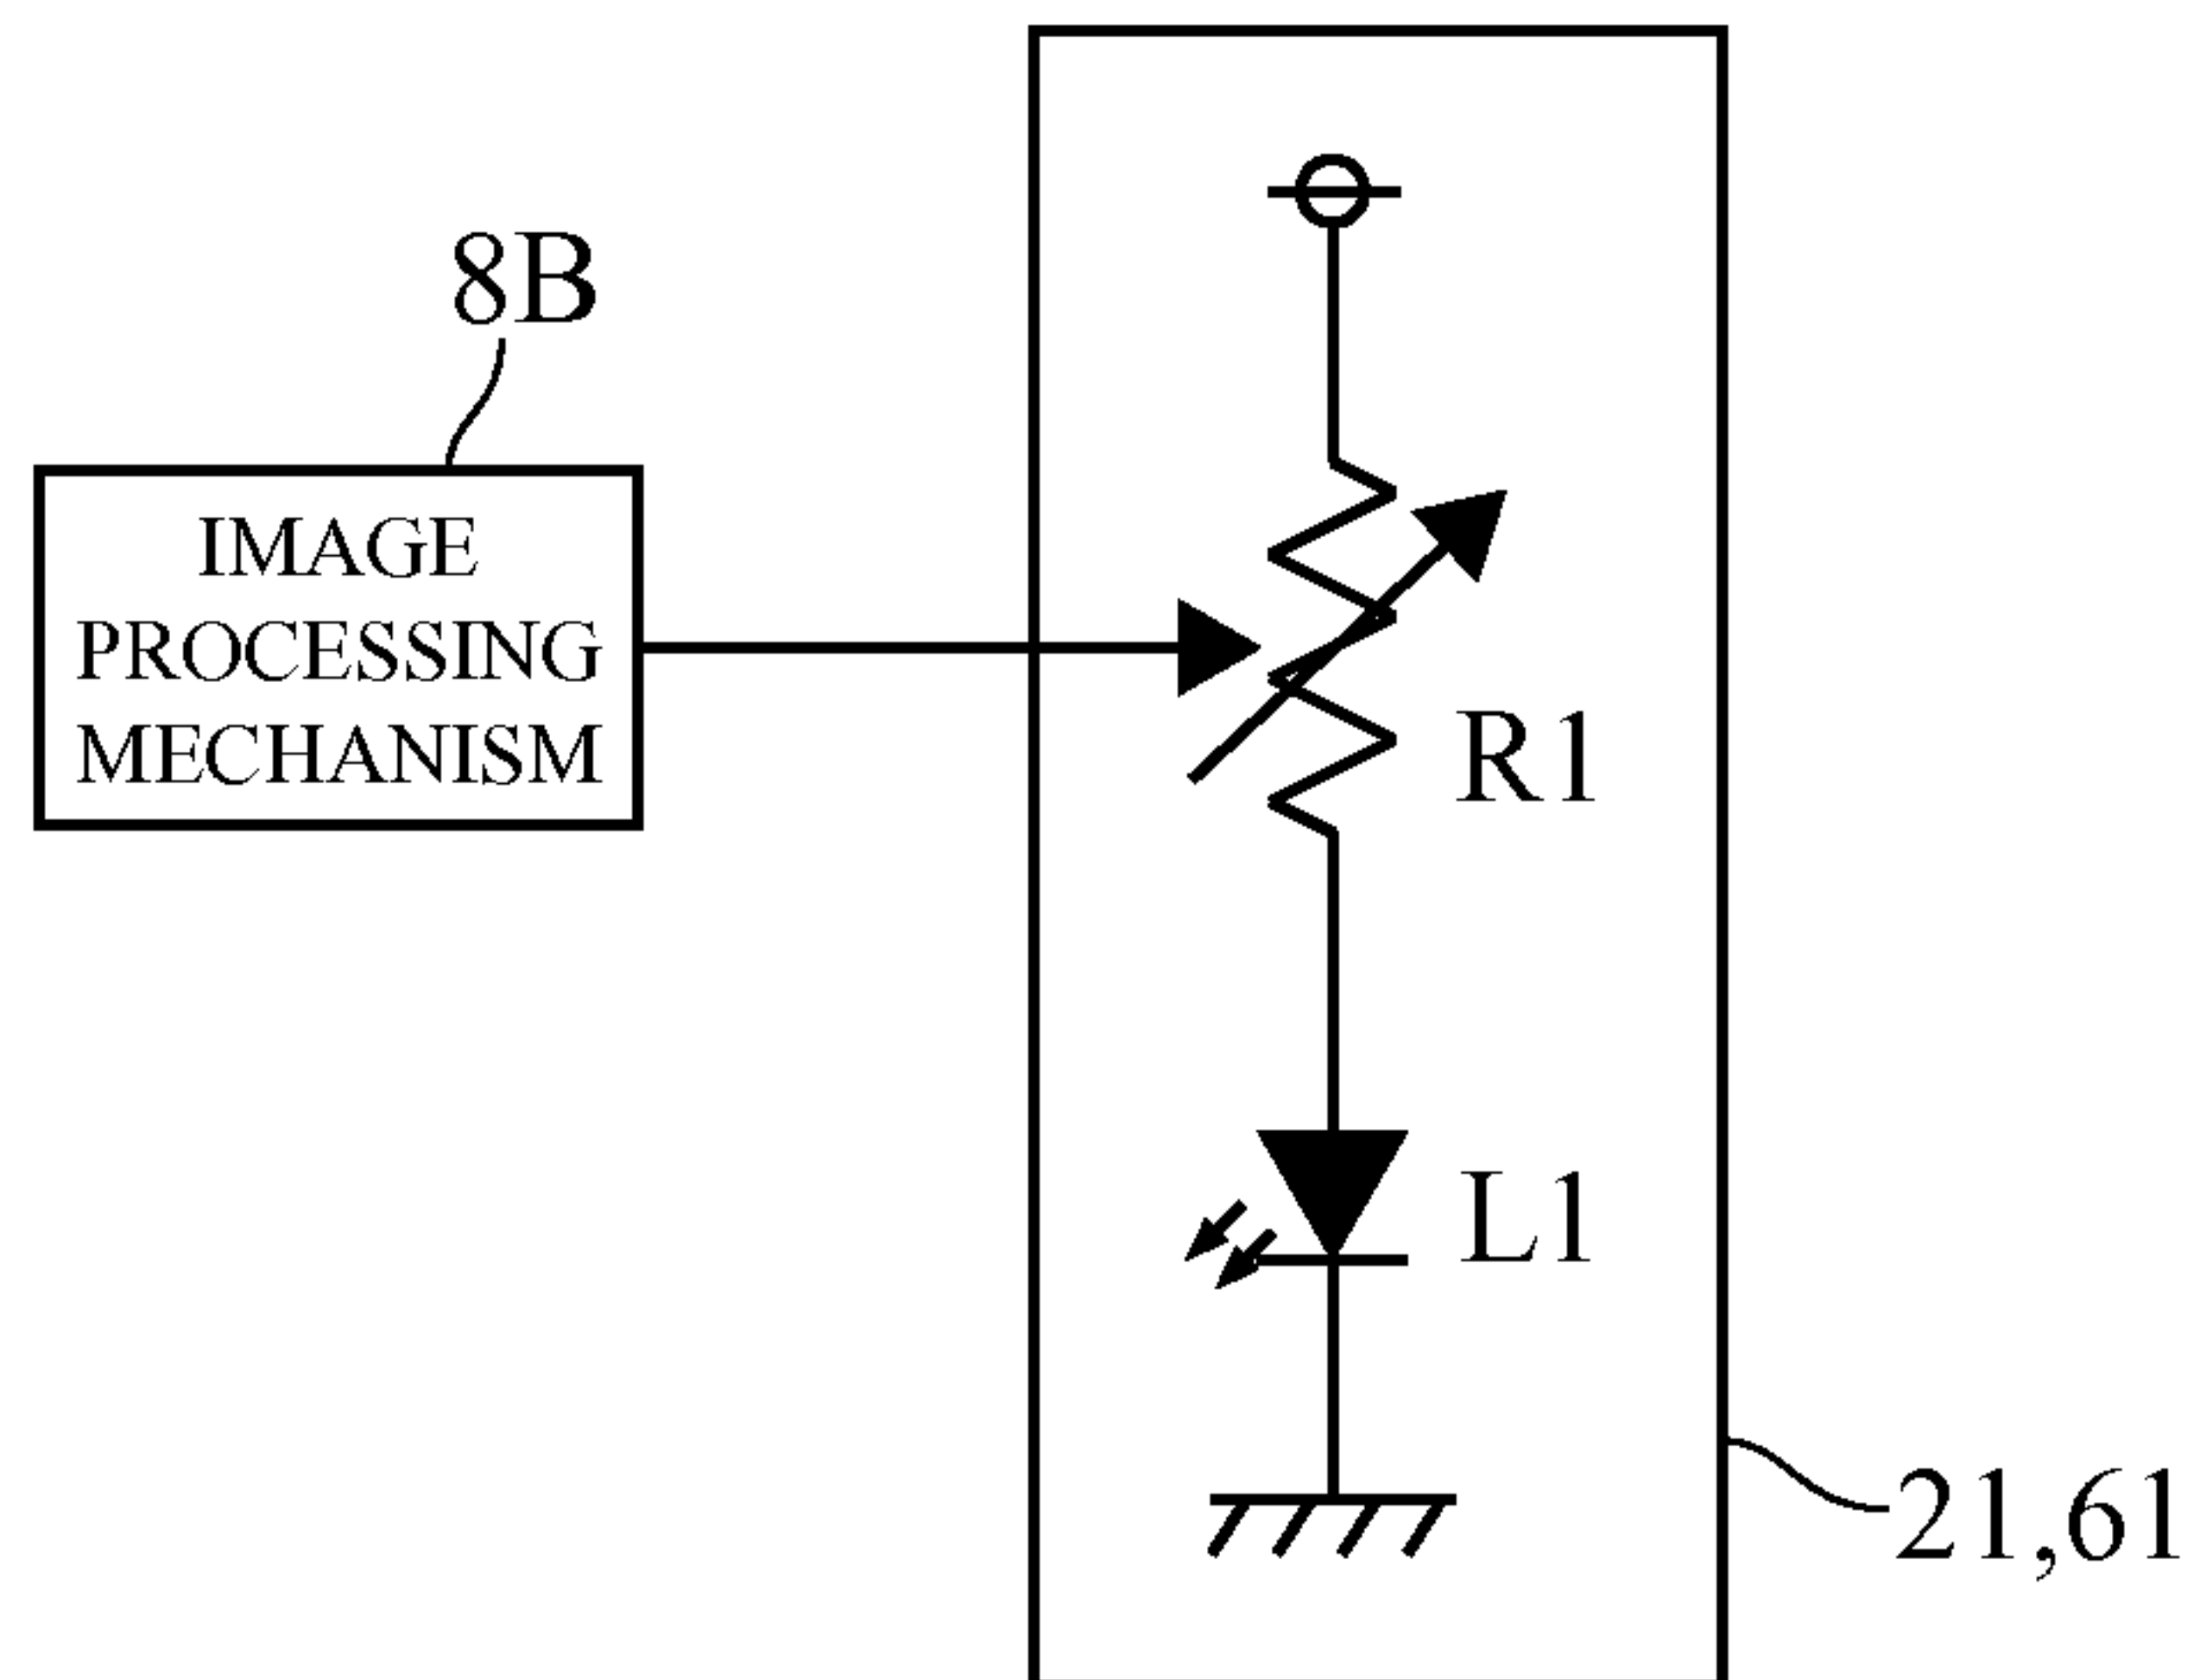 8B
IMAGE
PROCESSING
MECHANISM
R1
L1
21,61